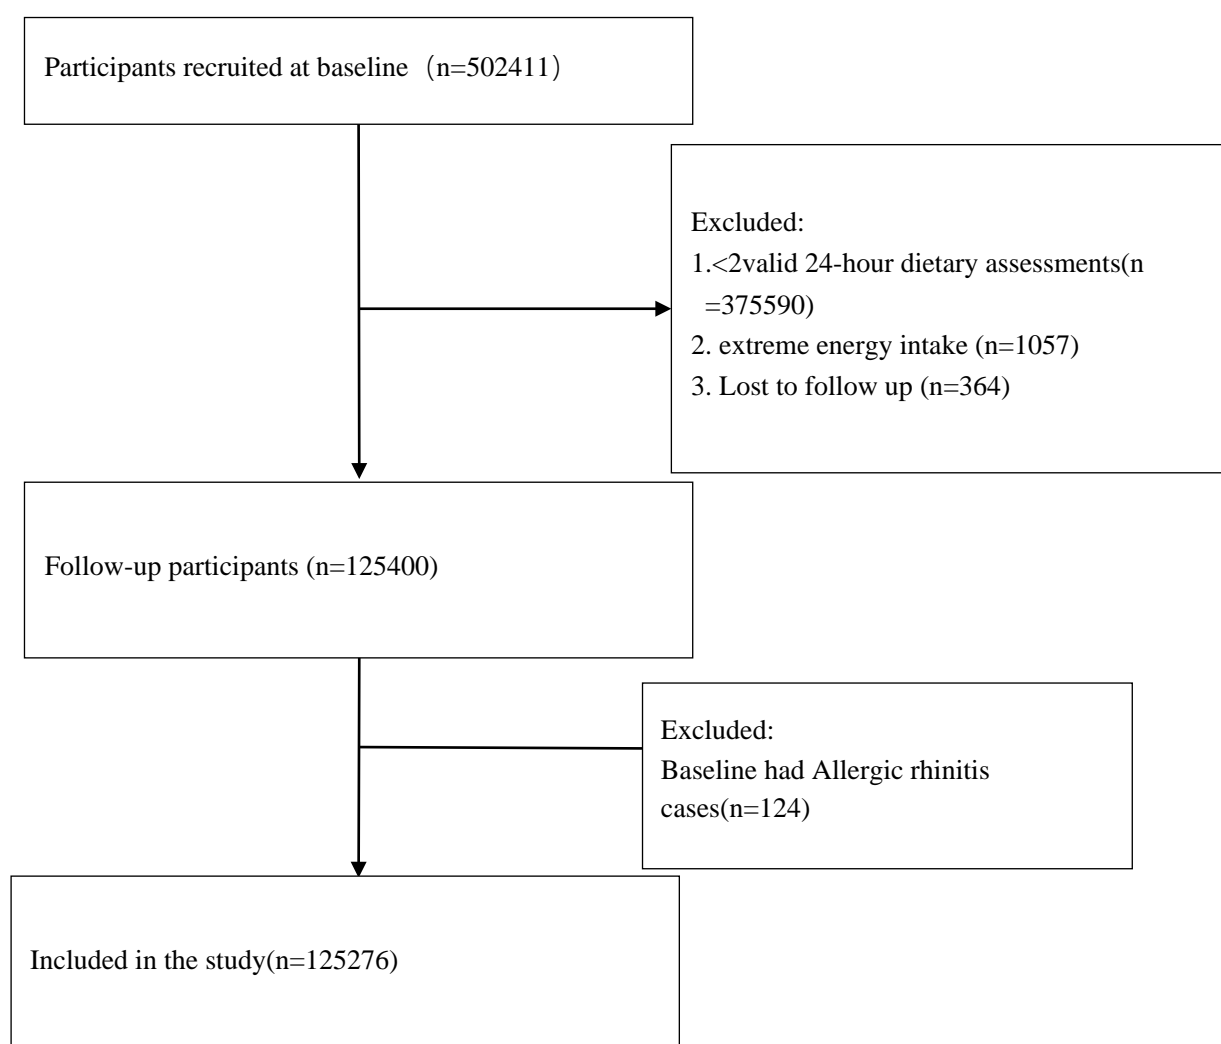 Participants recruited at baseline（n=502411）
Excluded:
1.<2valid 24-hour dietary assessments(n
=375590)
2. extreme energy intake (n=1057)
3. Lost to follow up (n=364)
Follow-up participants (n=125400)
Excluded:
Baseline had Allergic rhinitis
cases(n=124)
Included in the study(n=125276)